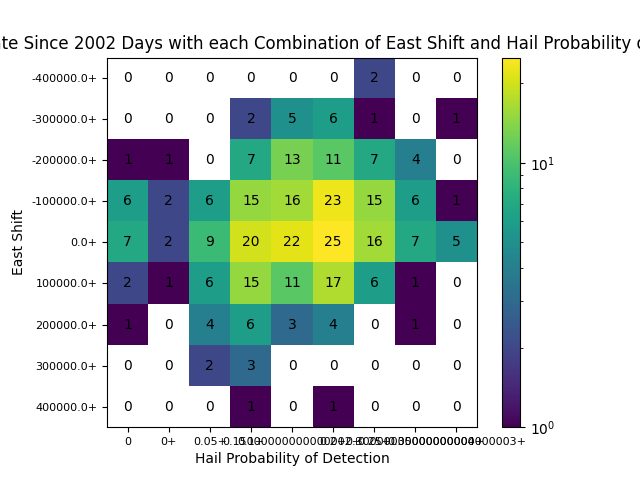 te Since 2002 Days with each Combination of East Shift and Hail Probability o
-400000.0+ 0 0 0 0 0 0 2 0 0
-300000.0+ 0 0 0 2 5 6 1 0 1
-200000.0+ 1 1 0 7 13 11 7 4 0
-100000.0+ 6 2 6 15 16 23 15 6 1
0.0+ 7 2 9 20 22 25 16 7 5
100000.0+ 2 1 6 15 11 17 6 1 0
200000.0+ 1 0 4 6 3 4 0 1 0
300000.0+ 0 0 2 3 0 0 0 0 0
400000.0+ 0 0 0 1 0 1 0 0 0
East Shift
0 0+ 0.05+
Hail Probability of Detection
10¹
10⁰